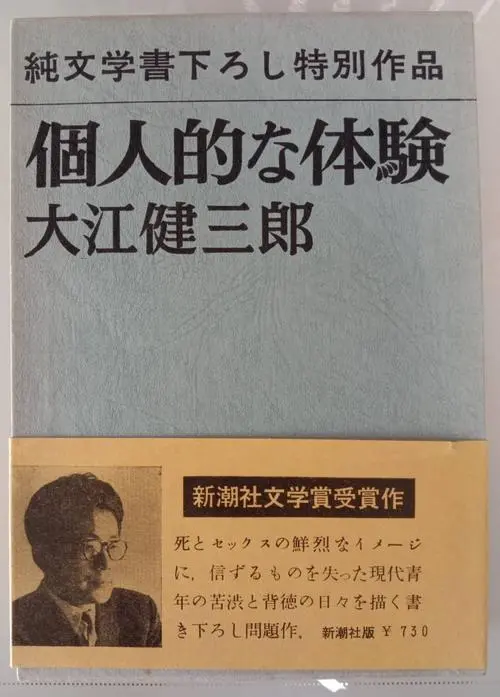 純文学書下ろし特別作品
個人的な体験
大江健三郎
新潮社文学賞受賞作
死とセックスの鮮烈なイメージ
に,信ずるものを失った現代青
年の苦渋と背徳の日々を描く書
き下ろし問題作. 新潮社版 ¥ 730